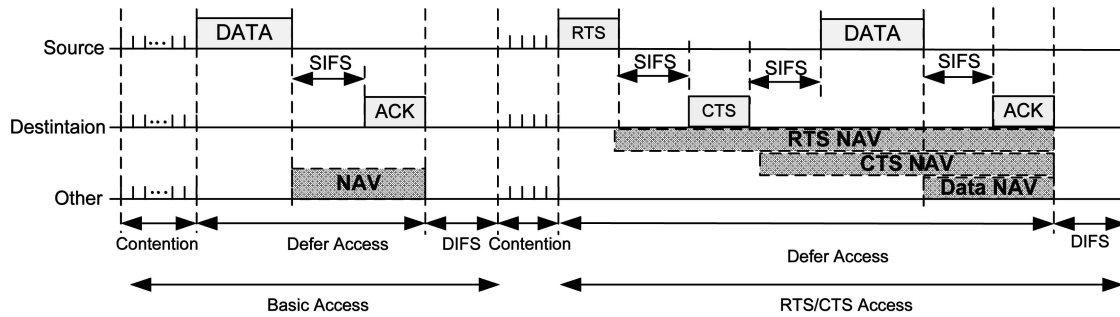 DATA
RTS
DATA
Source
...
...
SIFS
SIFS
SIFS
SIFS
ACK
CTS
ACK
Destintaion
...
RTS NAV
CTS NAV
NAV
Data NAV
Other
...
Contention
Defer Access
DIFS
Contention
Defer Access
DIFS
Basic Access
RTS/CTS Access